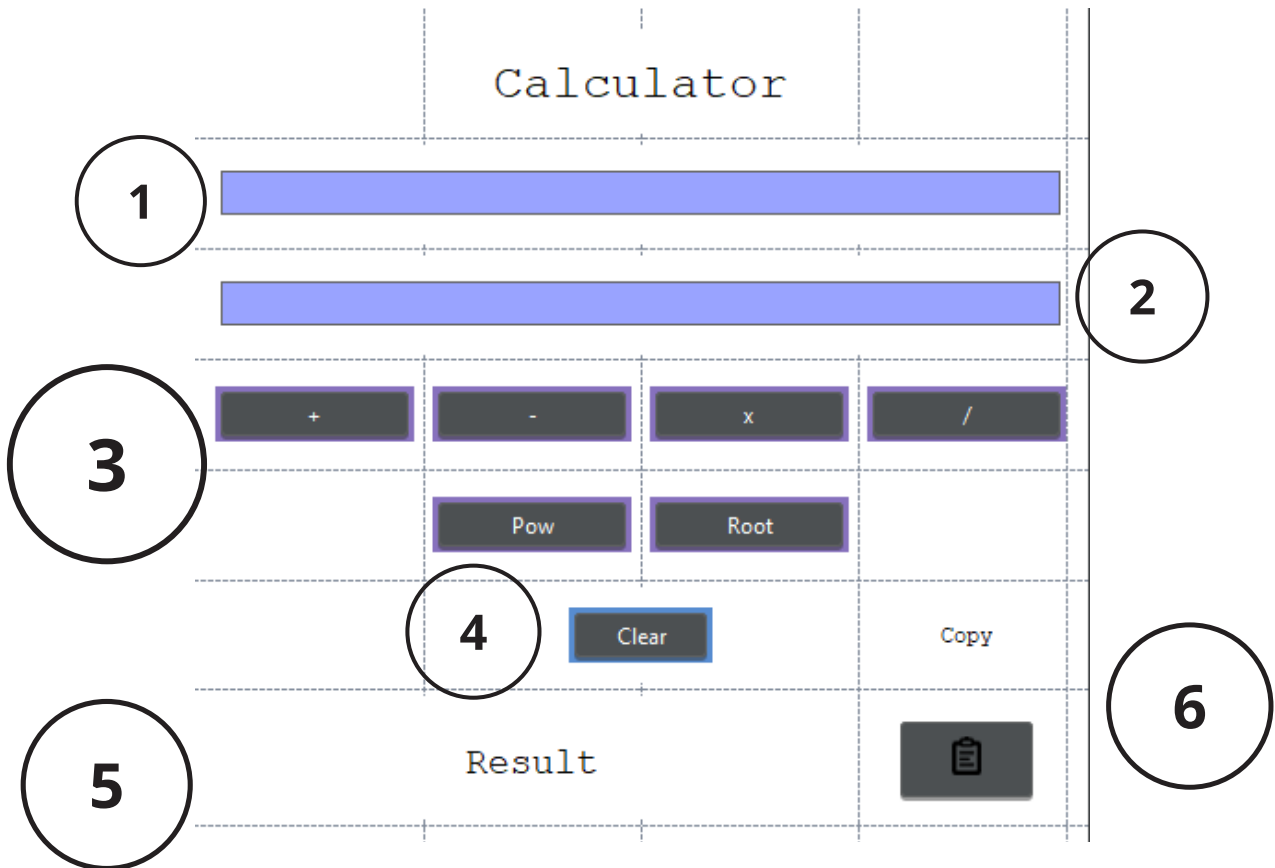 Calculator
1
2
3
+ - x /
Pow Root
4 Clear Copy
6
5 Result